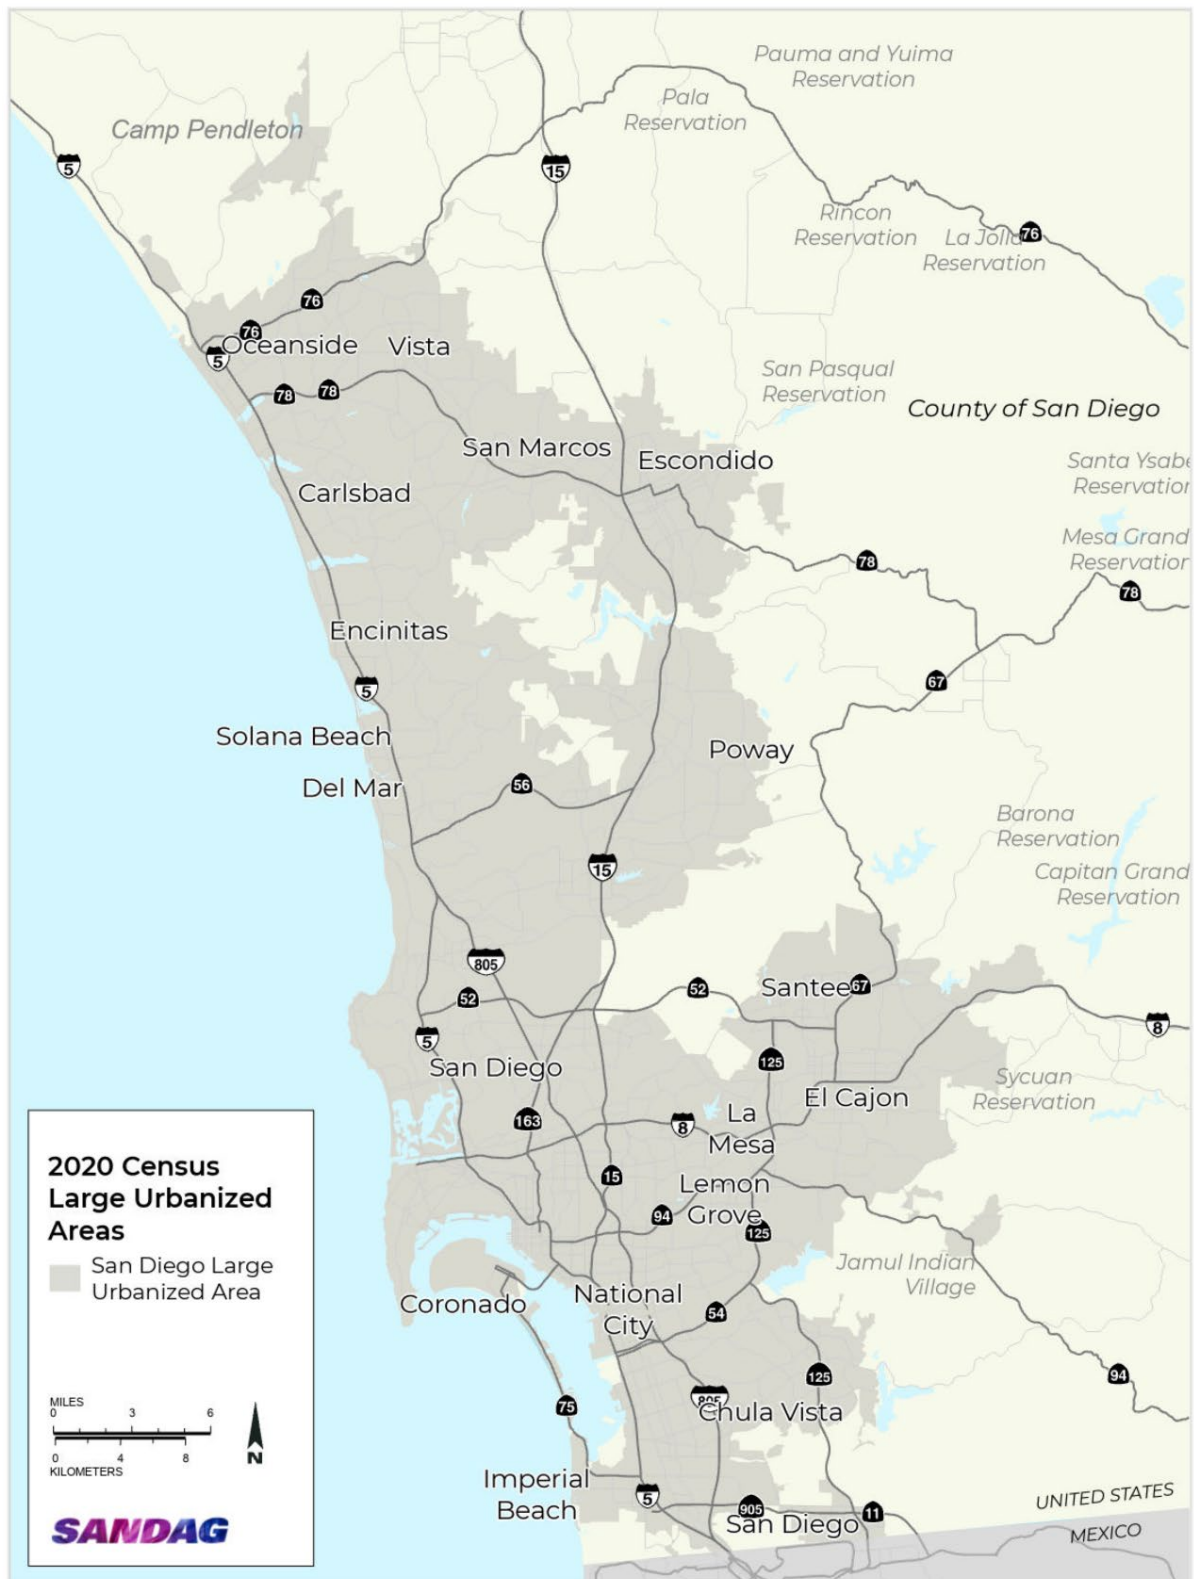 Pauma and Yuima
Reservation
Pala
Reservation
Camp Pendleton
5
15
Rincon
Reservation
La Jolla
Reservation
76
76
76
Oceanside
Vista
5
78
78
San Pasqual
Reservation
County of San Diego
San Marcos
Escondido
Santa Ysabe
Reservation
Carlsbad
Mesa Grand
Reservation
78
78
Encinitas
67
5
Solana Beach
Poway
Del Mar
56
Barona
Reservation
15
Capitan Grand
Reservation
805
52
52
Santee
67
5
8
San Diego
125
Sycuan
Reservation
El Cajon
163
8
La
Mesa
15
Lemon
Grove
94
125
Jamul Indian
Village
Coronado
National
City
54
125
94
75
805
Chula Vista
Imperial
Beach
5
905
11
San Diego
UNITED STATES
MEXICO
2020 Census
Large Urbanized
Areas
San Diego Large
Urbanized Area
MILES
0 3 6
0 4 8
KILOMETERS
N
SANDAG